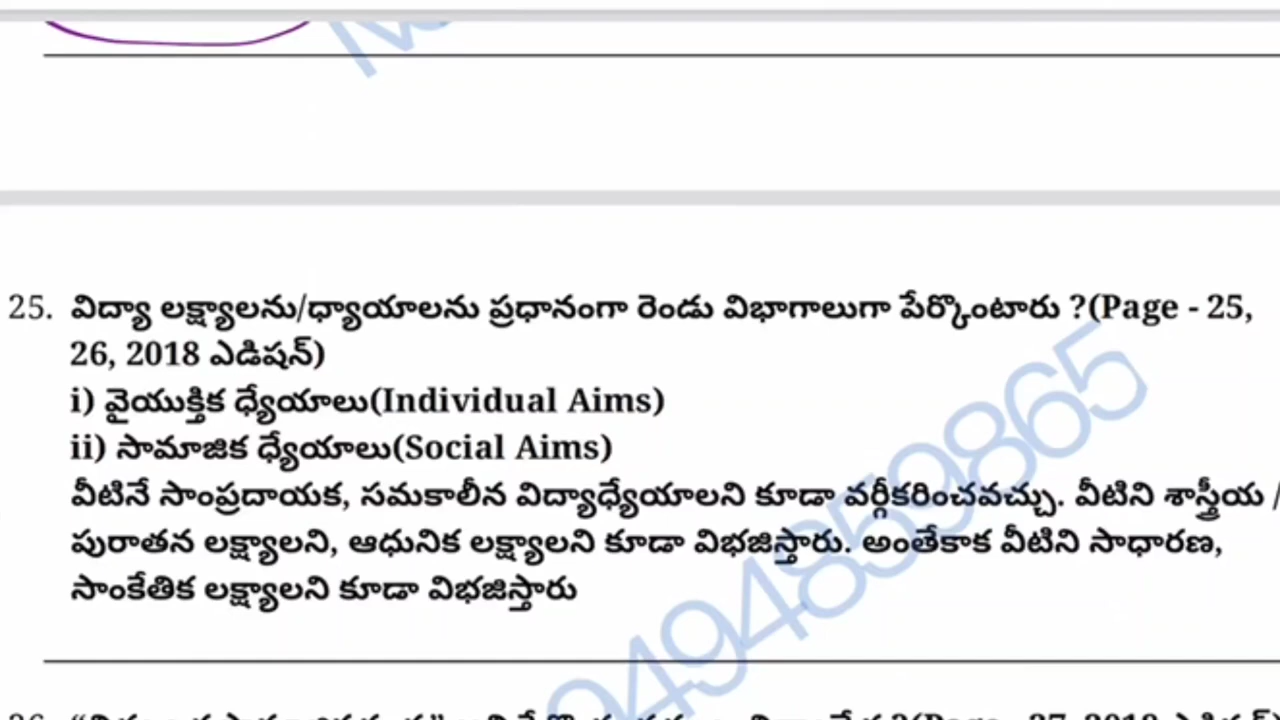 25. విద్యా లక్ష్యాలను/ధ్యాయాలను ప్రధానంగా రెండు విభాగాలుగా పేర్కొంటారు ?(Page - 25,
26, 2018 ఎడిషన్)
i) వైయుక్తిక ధ్యేయాలు(Individual Aims)
ii) సామాజిక ధ్యేయాలు(Social Aims)
వీటినే సాంప్రదాయక, సమకాలీన విద్యాధ్యేయాలని కూడా వర్గీకరించవచ్చు. వీటిని శాస్త్రీయ /
పురాతన లక్ష్యాలని, ఆధునిక లక్ష్యాలని కూడా విభజిస్తారు. అంతేకాక వీటిని సాధారణ,
సాంకేతిక లక్ష్యాలని కూడా విభజిస్తారు
9494859865